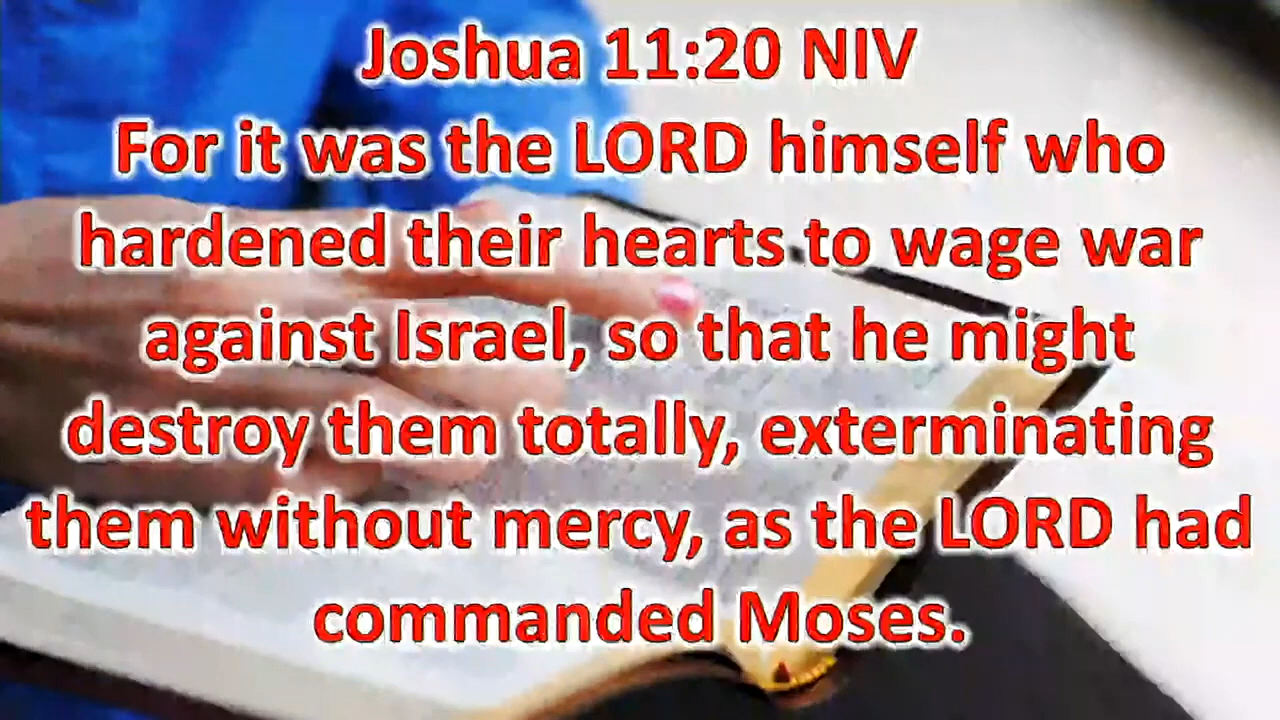 Joshua 11:20 NIV
For it was the LORD himself who
hardened their hearts to wage war
against Israel, so that he might
destroy them totally, exterminating
them without mercy, as the LORD had
commanded Moses.